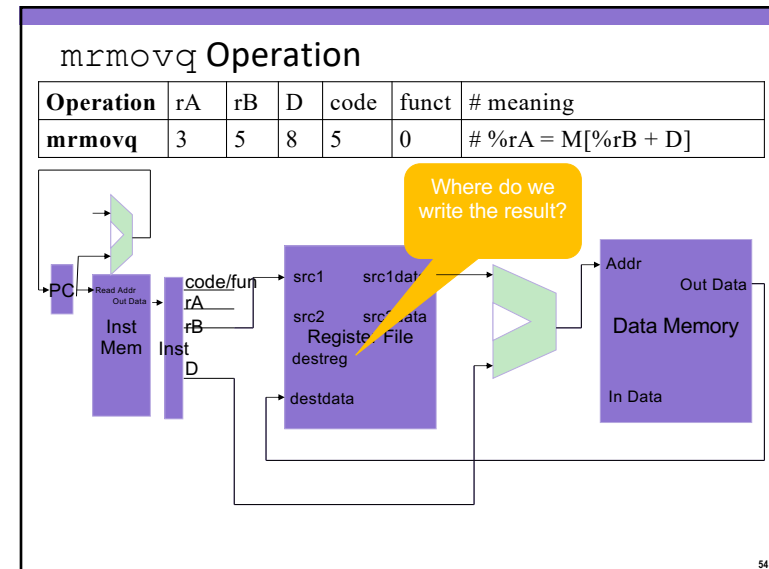 mrmovq Operation
Operation rA rB D code funct # meaning
mrmovq 3 5 8 5 0 # %rA = M[%rB + D]
Where do we
write the result?
PC
Read Addr
Out Data
Inst
Mem
Inst
code/fun
rA
rB
D
src1 src1data
src2 src2data
Register File
destreg
destdata
Addr
Out Data
Data Memory
In Data
54